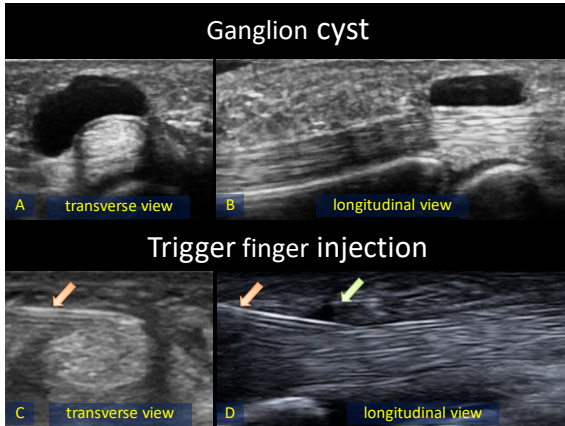 Ganglion cyst
A transverse view
B longitudinal view
Trigger finger injection
C transverse view
D longitudinal view